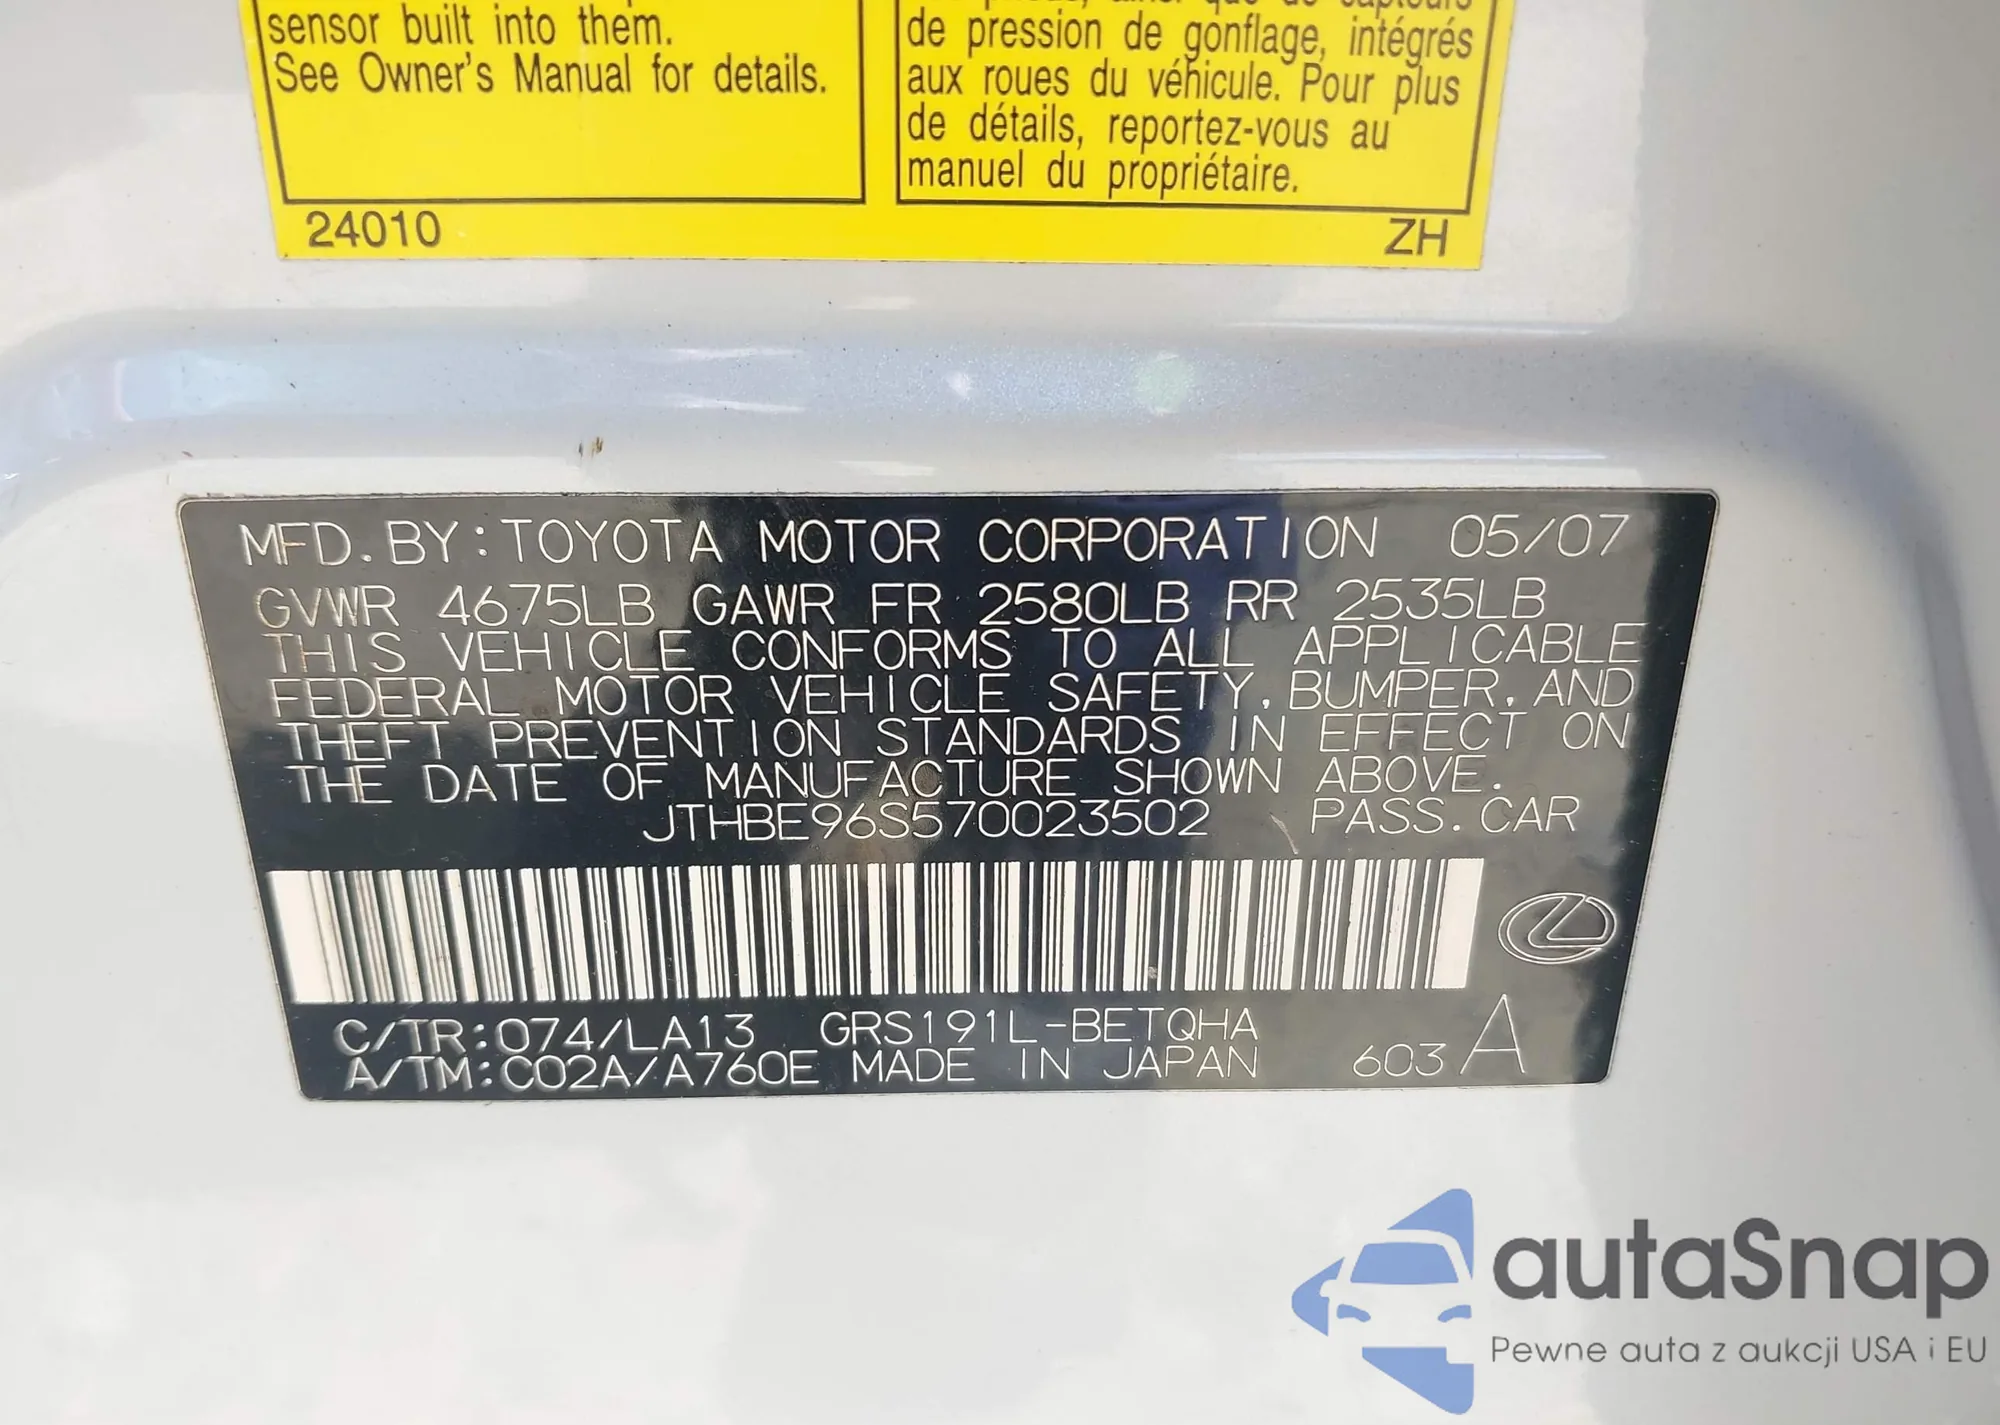 sensor built into them.
See Owner's Manual for details.
de pression de gonflage, intégrés
aux roues du véhicule. Pour plus
de détails, reportez-vous au
manuel du propriétaire.
24010
ZH
MFD. BY: TOYOTA MOTOR CORPORATION 05/07
GVWR 4675LB GAWR FR 2580LB RR 2535LB
THIS VEHICLE CONFORMS TO ALL APPLICABLE
FEDERAL MOTOR VEHICLE SAFETY, BUMPER, AND
THEFT PREVENTION STANDARDS IN EFFECT ON
THE DATE OF MANUFACTURE SHOWN ABOVE.
JTHBE96S570023502 PASS. CAR
C/TR: 074/LA13 GRS191L-BETQHA
A/TM: C02A/A760E MADE IN JAPAN 603 A
autaSnap
Pewne auta z aukcji USA i EU